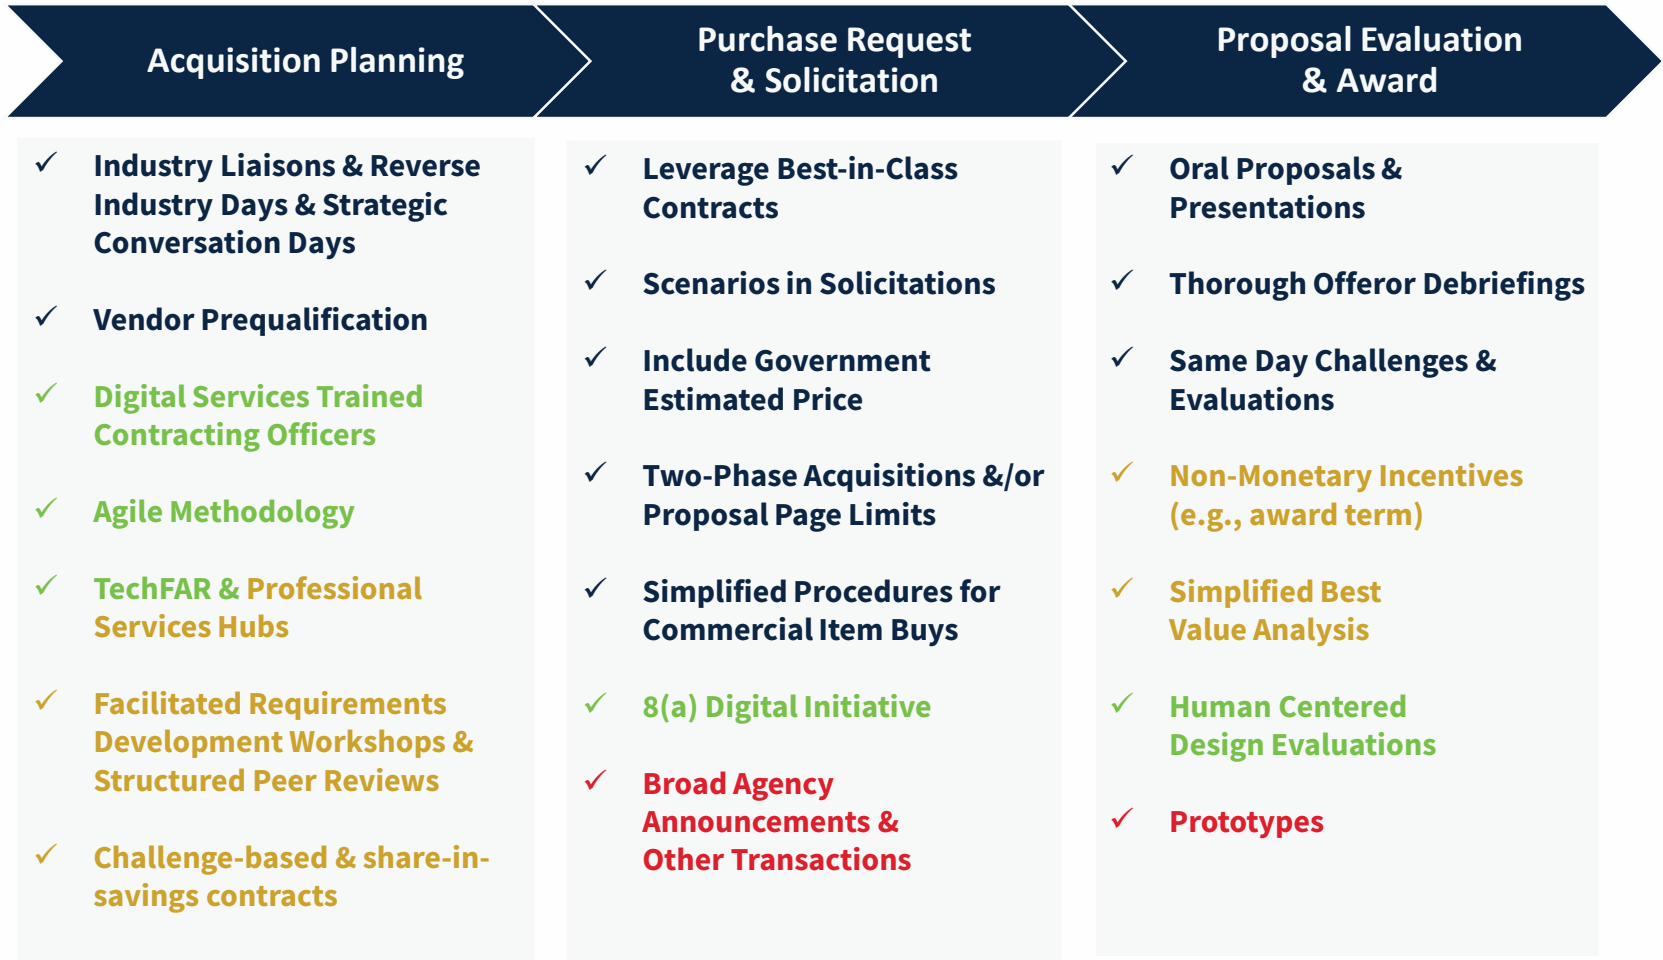 Acquisition Planning
Purchase Request
& Solicitation
Proposal Evaluation
& Award
Industry Liaisons & Reverse
Industry Days & Strategic
Conversation Days
Vendor Prequalification
Digital Services Trained
Contracting Officers
Agile Methodology
TechFAR & Professional
Services Hubs
Facilitated Requirements
Development Workshops &
Structured Peer Reviews
Challenge-based & share-in-
savings contracts
Leverage Best-in-Class
Contracts
Scenarios in Solicitations
Include Government
Estimated Price
Two-Phase Acquisitions &/or
Proposal Page Limits
Simplified Procedures for
Commercial Item Buys
8(a) Digital Initiative
Broad Agency
Announcements &
Other Transactions
Oral Proposals &
Presentations
Thorough Offeror Debriefings
Same Day Challenges &
Evaluations
Non-Monetary Incentives
(e.g., award term)
Simplified Best
Value Analysis
Human Centered
Design Evaluations
Prototypes